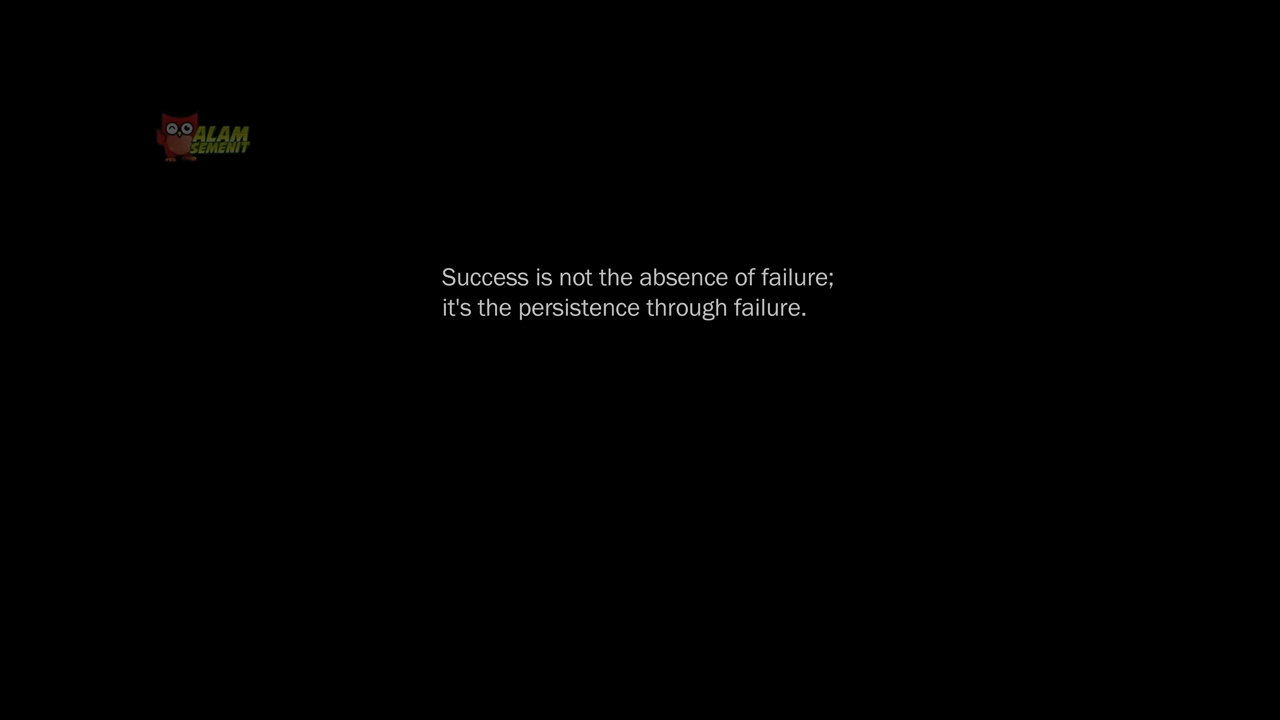 ALAM
SEMENIT
Success is not the absence of failure;
it's the persistence through failure.